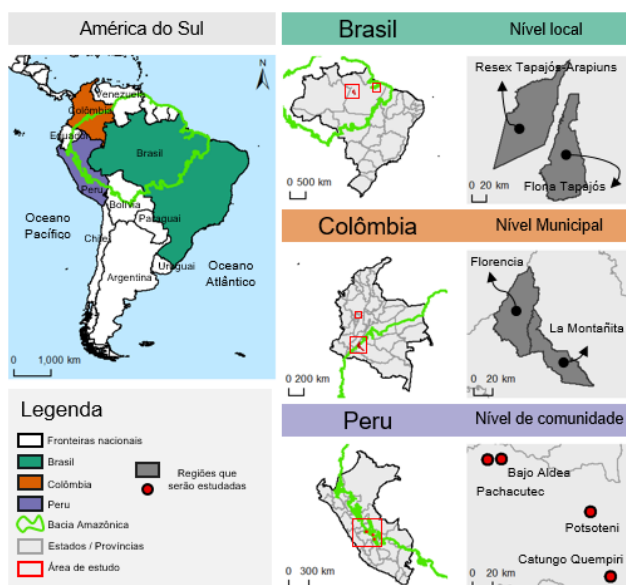 América do Sul
Venezuela
Colômbia
Equador
Brasil
Peru
Bolívia
Paraguai
Oceano
Pacífico
Chile
Uruguai
Oceano
Atlântico
Argentina
N
0 1,000 km
Legenda
Fronteiras nacionais
Brasil
Colômbia
Peru
Bacia Amazônica
Estados / Províncias
Área de estudo
Regiões que
serão estudadas
Brasil
Nível local
0 500 km
Resex Tapajós-Arapiuns
Flona Tapajós
0 20 km
Colômbia
Nível Municipal
0 200 km
Florencia
La Montañita
0 20 km
Peru
Nível de comunidade
0 300 km
Bajo Aldea
Pachacutec
Potsoteni
Catungo Quempiri
0 20 km